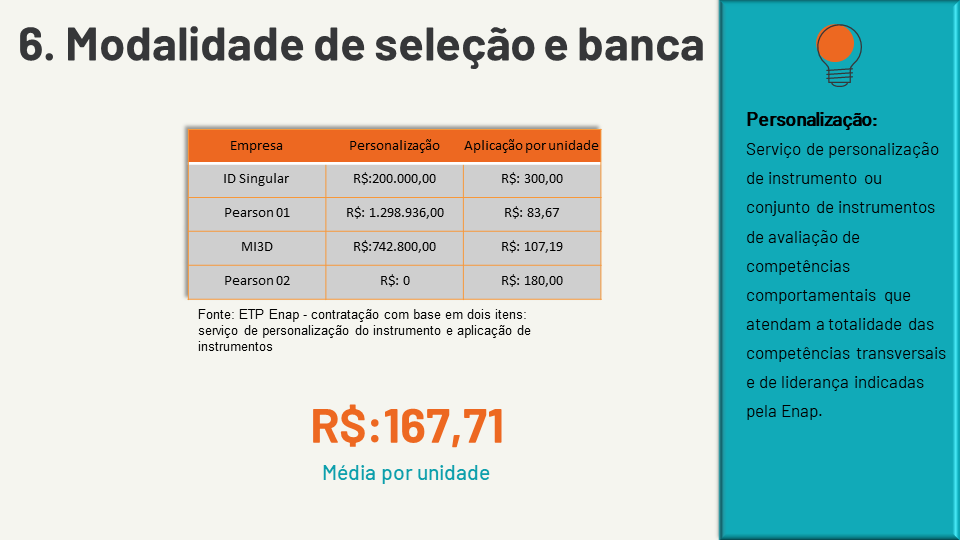 6. Modalidade de seleção e banca
Empresa Personalização Aplicação por unidade
ID Singular R$:200.000,00 R$: 300,00
Pearson 01 R$: 1.298.936,00 R$: 83,67
MI3D R$:742.800,00 R$: 107,19
Pearson 02 R$: 0 R$: 180,00
Fonte: ETP Enap - contratação com base em dois itens:
serviço de personalização do instrumento e aplicação de
instrumentos
R$:167,71
Média por unidade
Personalização:
Serviço de personalização
de instrumento ou
conjunto de instrumentos
de avaliação de
competências
comportamentais que
atendam a totalidade das
competências transversais
e de liderança indicadas
pela Enap.